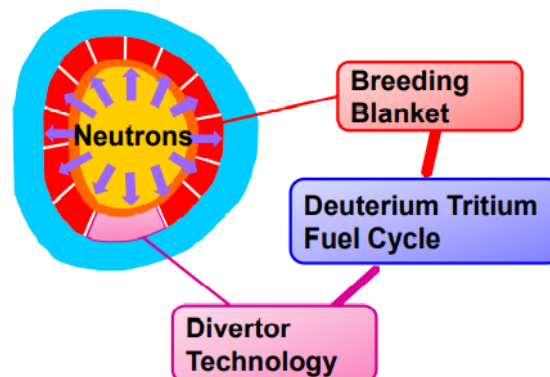 Neutrons
Breeding
Blanket
Deuterium Tritium
Fuel Cycle
Divertor
Technology